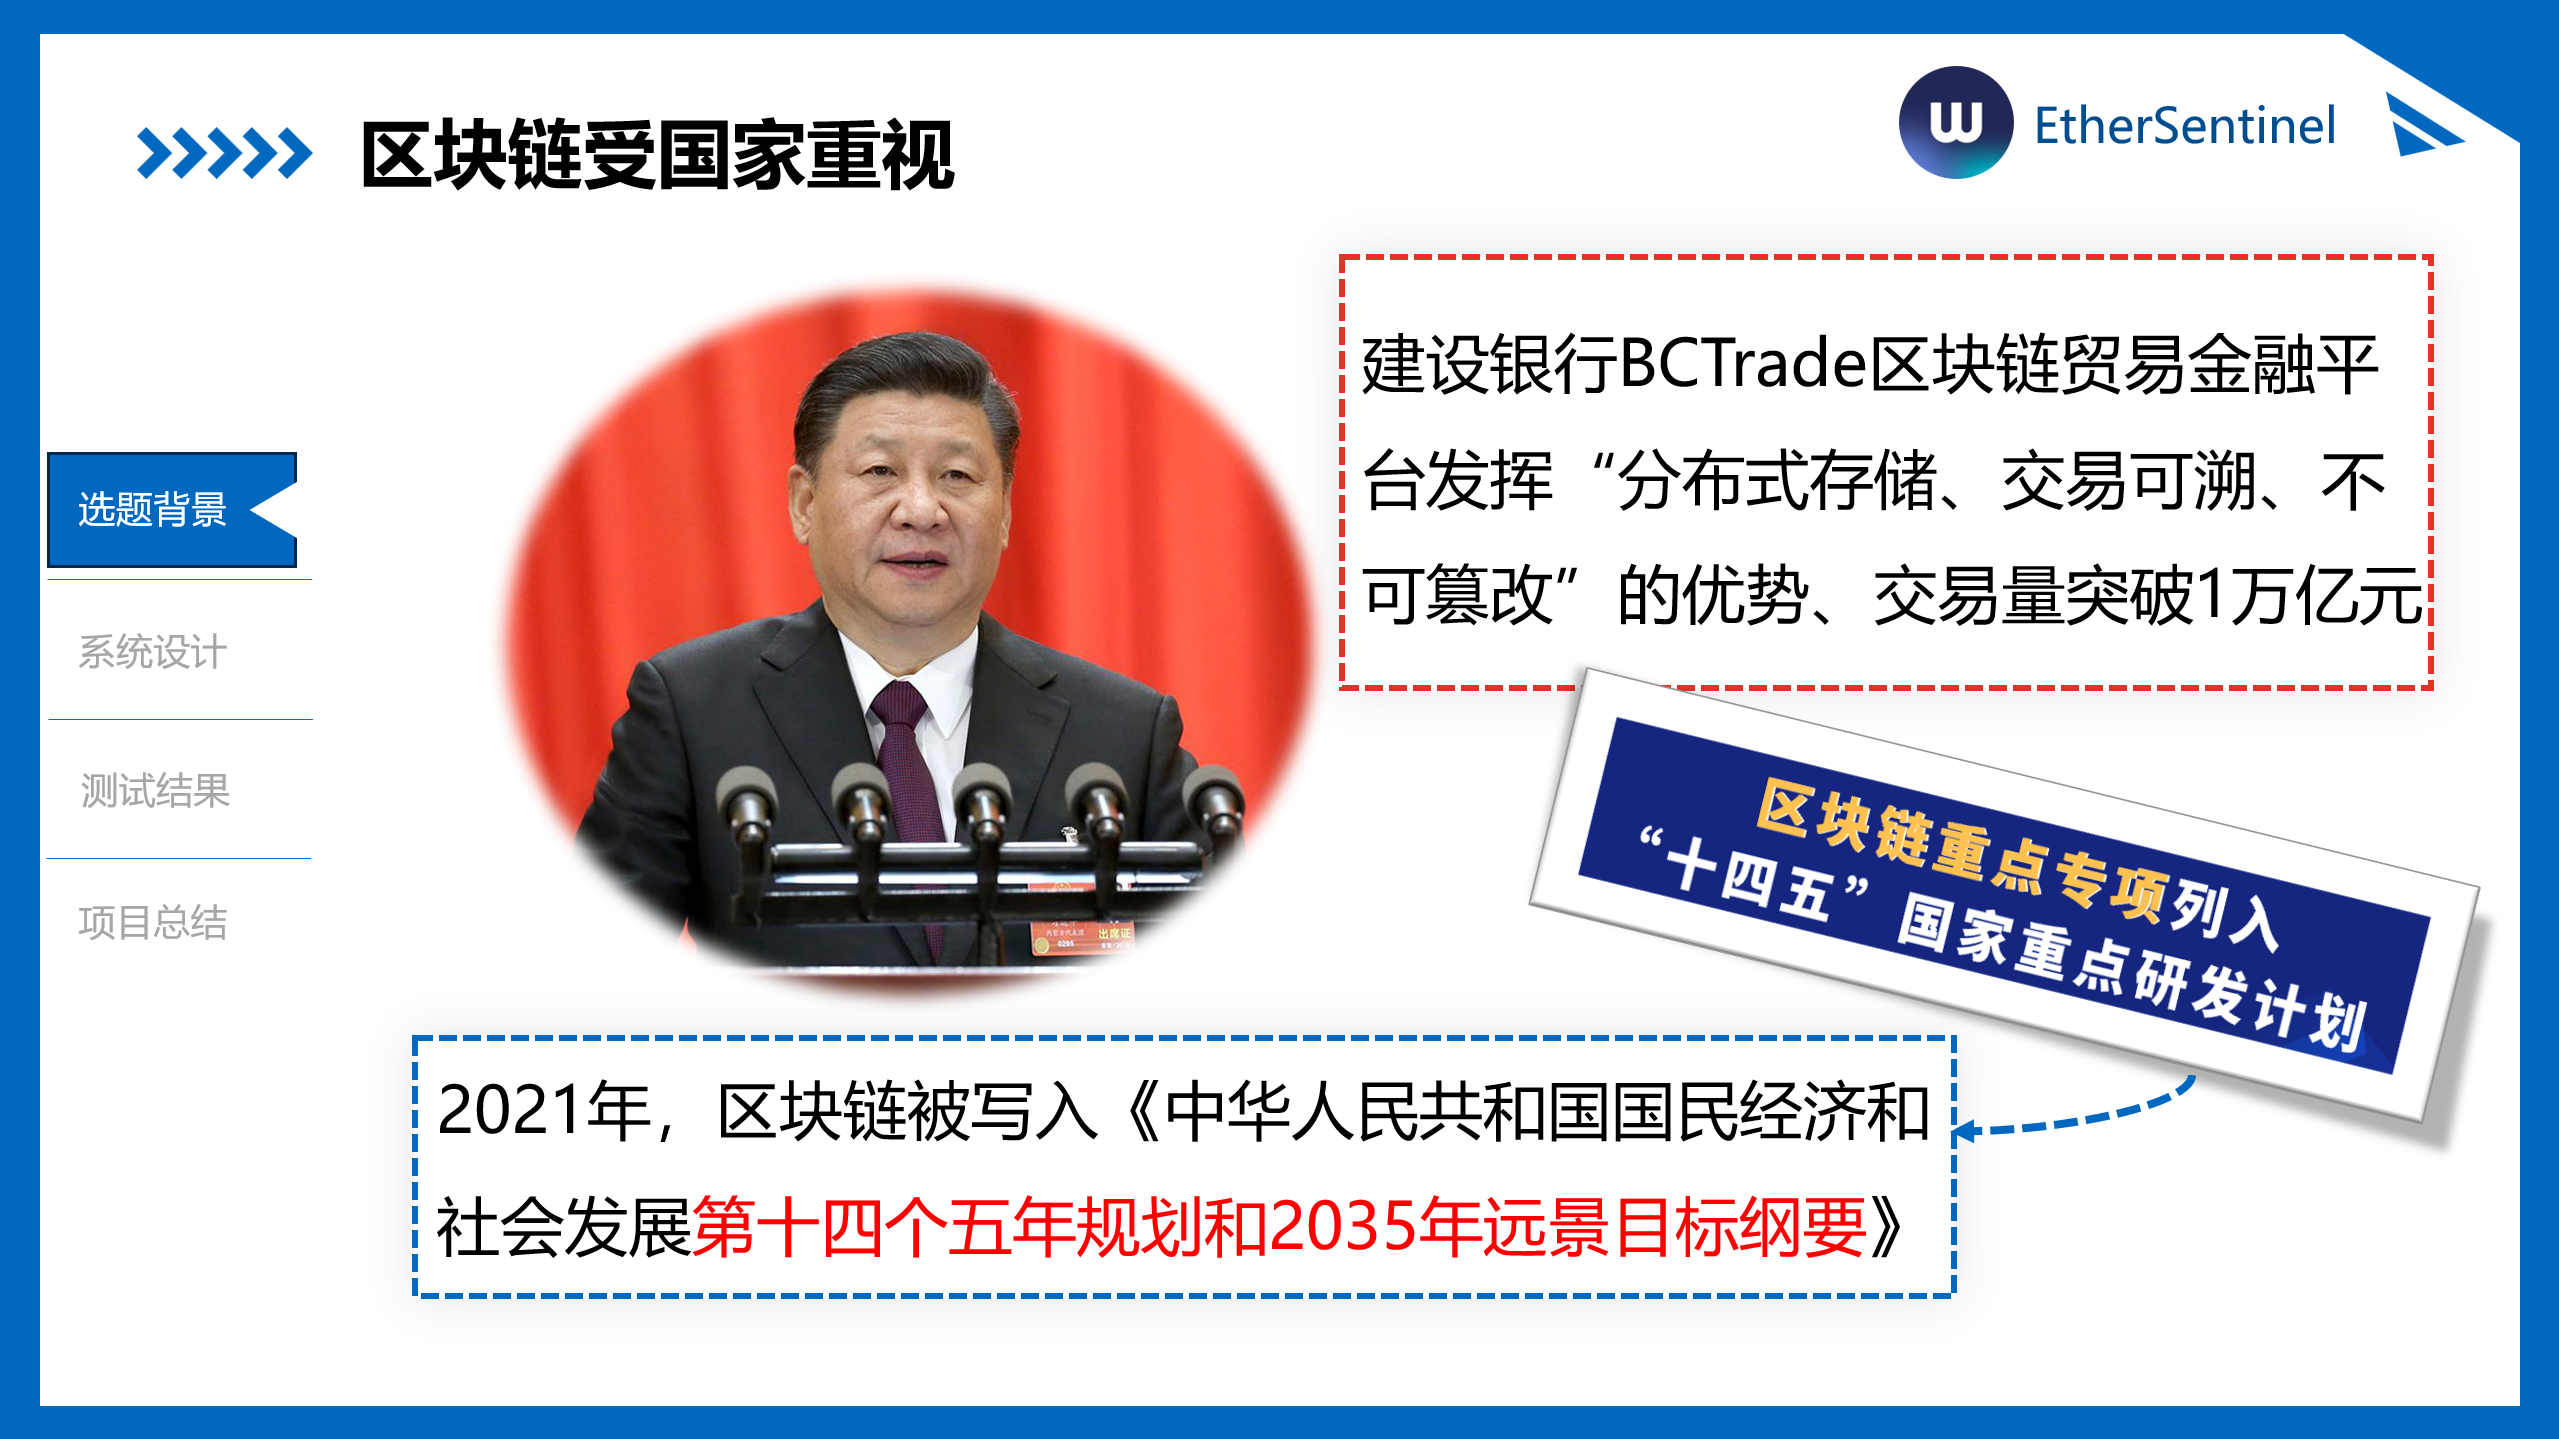 区块链受国家重视
w EtherSentinel
建设银行BCTrade区块链贸易金融平
台发挥“分布式存储、交易可溯、不
可篡改”的优势、交易量突破1万亿元
选题背景
系统设计
测试结果
项目总结
出席证
0295
区块链重点专项列入
“十四五”国家重点研发计划
2021年，区块链被写入《中华人民共和国国民经济和
社会发展第十四个五年规划和2035年远景目标纲要》